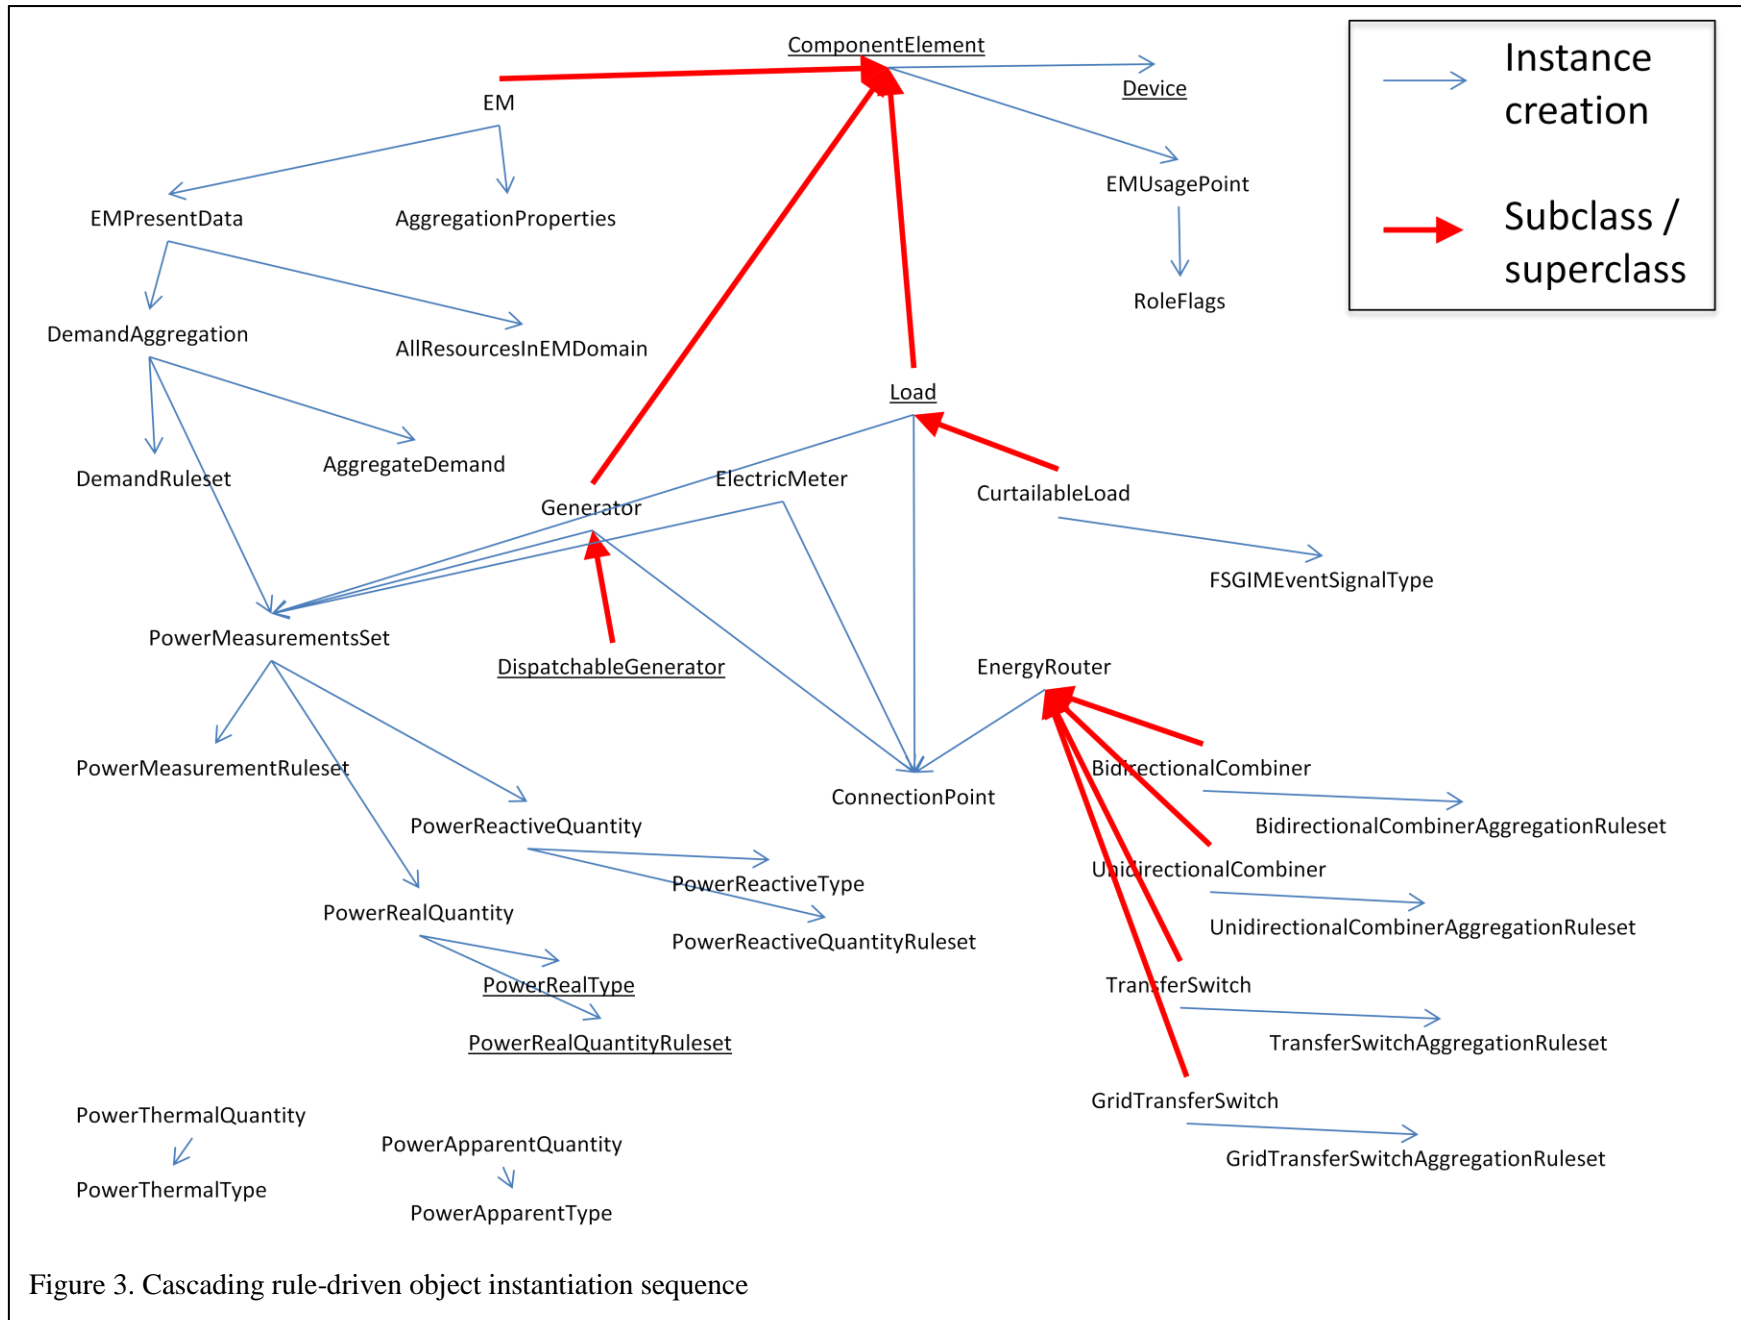 ComponentElement
Device
EM
EMUsagePoint
EMPresentData
AggregationProperties
RoleFlags
DemandAggregation
AllResourcesInEMDomain
Load
DemandRuleset
AggregateDemand
ElectricMeter
CurtailableLoad
Generator
FSGIMEventSignalType
PowerMeasurementsSet
DispatchableGenerator
EnergyRouter
PowerMeasurementRuleset
ConnectionPoint
BidirectionalCombiner
BidirectionalCombinerAggregationRuleset
PowerReactiveQuantity
PowerReactiveType
UnidirectionalCombiner
PowerRealQuantity
PowerReactiveQuantityRuleset
UnidirectionalCombinerAggregationRuleset
PowerRealType
TransferSwitch
PowerRealQuantityRuleset
TransferSwitchAggregationRuleset
PowerThermalQuantity
PowerApparentQuantity
GridTransferSwitch
GridTransferSwitchAggregationRuleset
PowerThermalType
PowerApparentType
Instance
creation
Subclass /
superclass
Figure 3. Cascading rule-driven object instantiation sequence